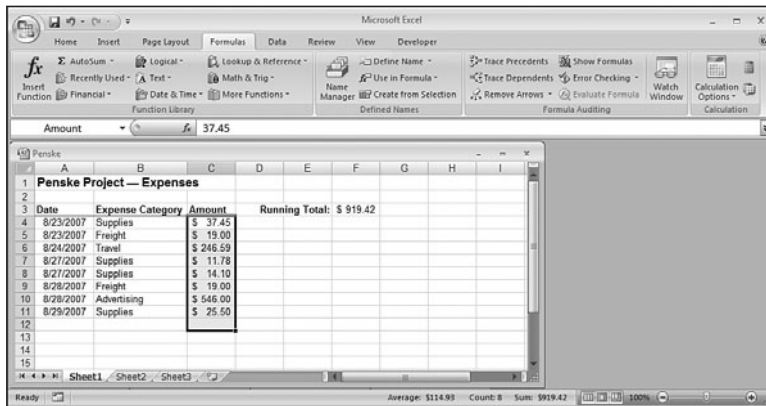 Microsoft Excel
Home Insert Page Layout Formulas Data Review View Developer
fx Insert Function
Σ AutoSum
Recently Used
Financial
Logical
Text
Date & Time
Lookup & Reference
Math & Trig
More Functions
Function Library
Name Manager
Define Name
Use in Formula
Create from Selection
Defined Names
Trace Precedents
Trace Dependents
Remove Arrows
Show Formulas
Error Checking
Evaluate Formula
Formula Auditing
Watch Window
Calculation Options
Calculation
Amount fx 37.45
Penske
A B C D E F G H I
1 Penske Project — Expenses
2
3 Date Expense Category Amount Running Total: $ 919.42
4 8/23/2007 Supplies $ 37.45
5 8/23/2007 Freight $ 19.00
6 8/24/2007 Travel $ 246.59
7 8/27/2007 Supplies $ 11.78
8 8/27/2007 Supplies $ 14.10
9 8/28/2007 Freight $ 19.00
10 8/28/2007 Advertising $ 546.00
11 8/29/2007 Supplies $ 25.50
12
13
14
15
Sheet1 Sheet2 Sheet3
Ready Average: $114.93 Count: 8 Sum: $919.42 100%